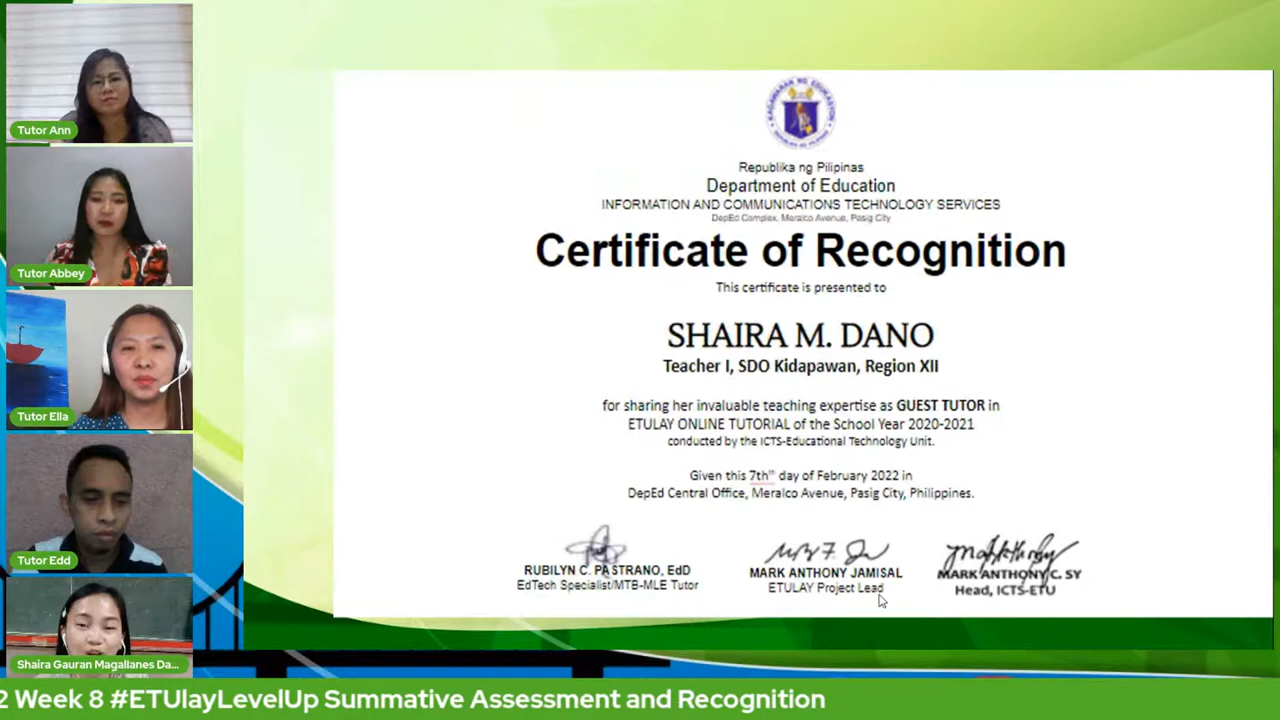 Tutor Ann
Tutor Abbey
Tutor Ella
Tutor Edd
Shaira Gauran Magallanes Da...
KAGAWARAN NG EDUKASYON
REPUBLIKA NG PILIPINAS
Republika ng Pilipinas
Department of Education
INFORMATION AND COMMUNICATIONS TECHNOLOGY SERVICES
DepEd Complex, Meralco Avenue, Pasig City
Certificate of Recognition
This certificate is presented to
SHAIRA M. DANO
Teacher I, SDO Kidapawan, Region XII
for sharing her invaluable teaching expertise as GUEST TUTOR in
ETULAY ONLINE TUTORIAL of the School Year 2020-2021
conducted by the ICTS-Educational Technology Unit.
Given this 7th" day of February 2022 in
DepEd Central Office, Meralco Avenue, Pasig City, Philippines.
RUBILYN C. PASTRANO, EdD
EdTech Specialist/MTB-MLE Tutor
MARK ANTHONY JAMISAL
ETULAY Project Lead
MARK ANTHONY C. SY
Head, ICTS-ETU
2 Week 8 #ETUlayLevelUp Summative Assessment and Recognition